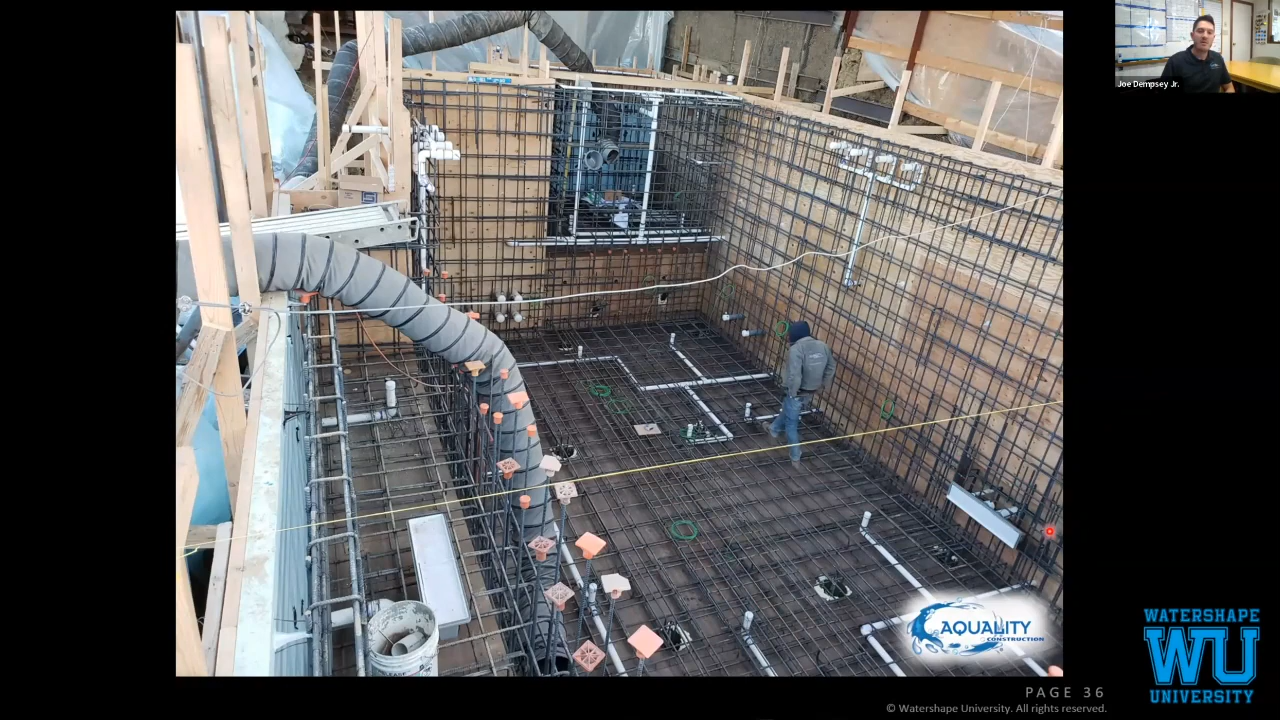 Joe Dempsey Jr.
AQUALITY
CONSTRUCTION
WATERSHAPE
WU
UNIVERSITY
PAGE 36
© Watershape University. All rights reserved.